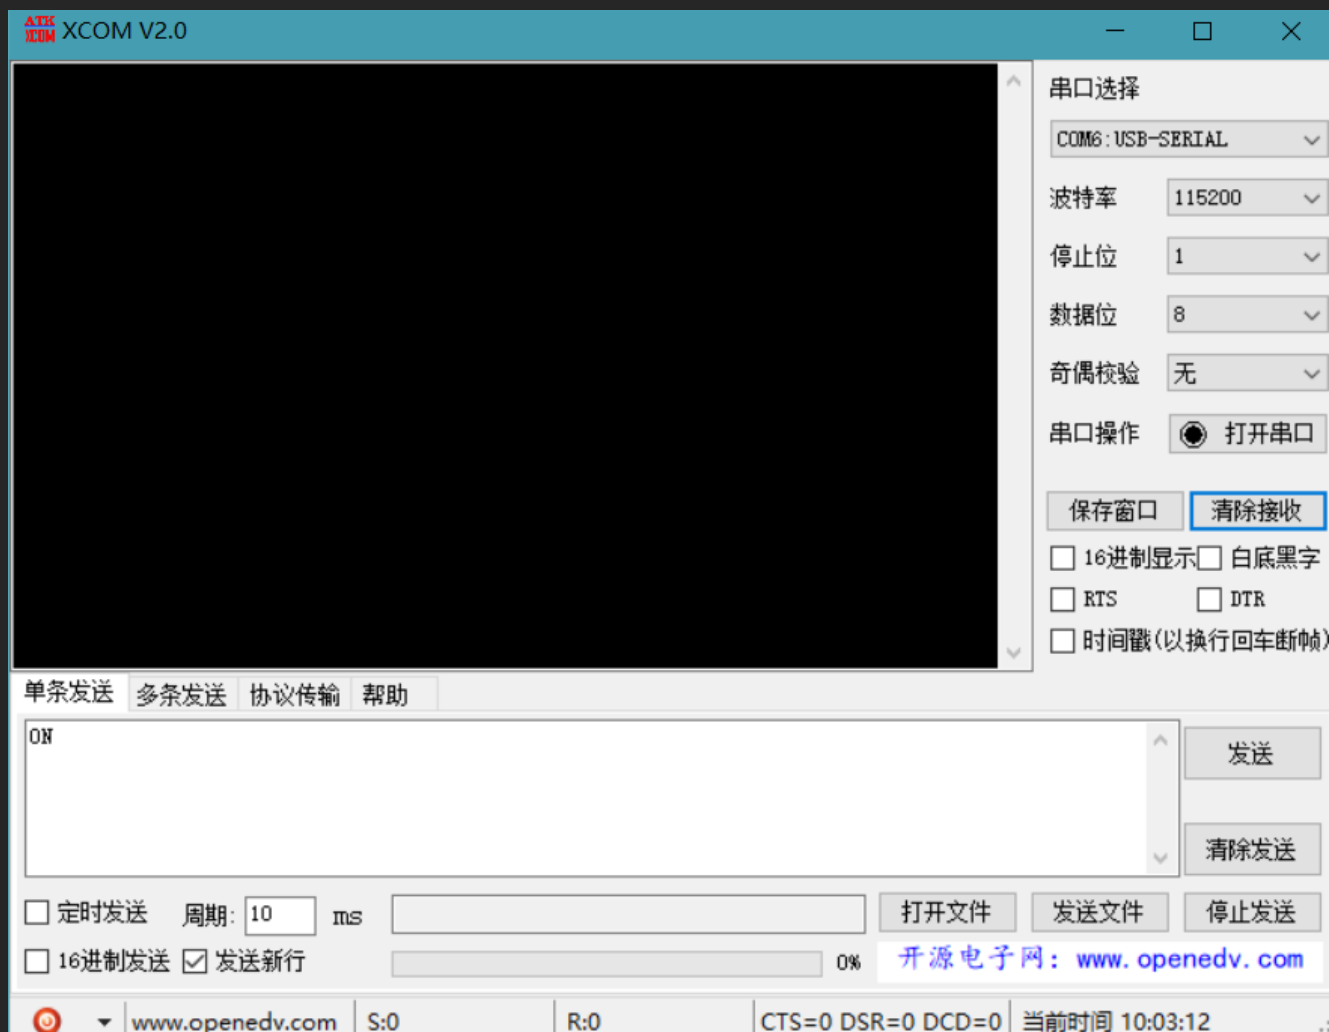 ATK
XCOM
XCOM V2.0
串口选择
COM6:USB-SERIAL
波特率 115200
停止位 1
数据位 8
奇偶校验 无
串口操作 打开串口
保存窗口 清除接收
16进制显示 白底黑字
RTS DTR
时间戳(以换行回车断帧)
单条发送 多条发送 协议传输 帮助
ON
发送
清除发送
定时发送 周期: 10 ms 打开文件 发送文件 停止发送
16进制发送 发送新行 0% 开源电子网: www.openedv.com
www.openedv.com S:0 R:0 CTS=0 DSR=0 DCD=0 当前时间 10:03:12